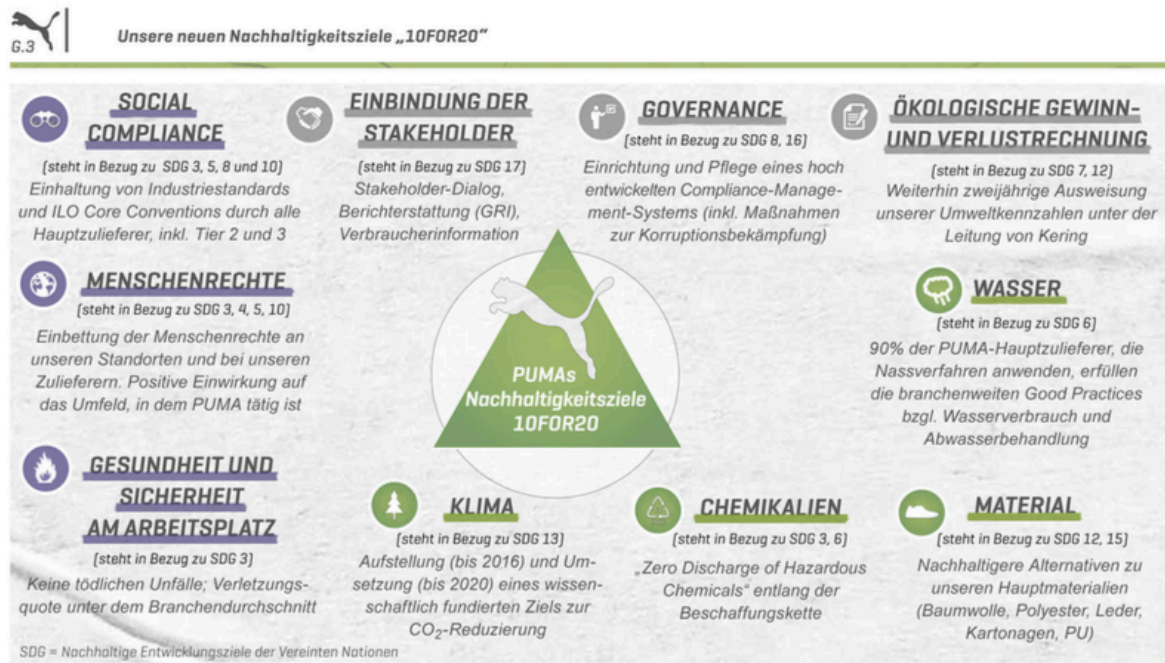 G.3
Unsere neuen Nachhaltigkeitsziele „10FOR20“
SOCIAL
COMPLIANCE
(steht in Bezug zu SDG 3, 5, 8 und 10)
Einhaltung von Industriestandards
und ILO Core Conventions durch alle
Hauptzulieferer, inkl. Tier 2 und 3
EINBINDUNG DER
STAKEHOLDER
(steht in Bezug zu SDG 17)
Stakeholder-Dialog,
Berichterstattung (GRI),
Verbraucherinformation
GOVERNANCE
(steht in Bezug zu SDG 8, 16)
Einrichtung und Pflege eines hoch
entwickelten Compliance-Manage-
ment-Systems (inkl. Maßnahmen
zur Korruptionsbekämpfung)
ÖKOLOGISCHE GEWINN-
UND VERLUSTRECHNUNG
(steht in Bezug zu SDG 7, 12)
Weiterhin zweijährige Ausweisung
unserer Umweltkennzahlen unter der
Leitung von Kering
MENSCHENRECHTE
(steht in Bezug zu SDG 3, 4, 5, 10)
Einbettung der Menschenrechte an
unseren Standorten und bei unseren
Zulieferern. Positive Einwirkung auf
das Umfeld, in dem PUMA tätig ist
PUMAs
Nachhaltigkeitsziele
10FOR20
WASSER
(steht in Bezug zu SDG 6)
90% der PUMA-Hauptzulieferer, die
Nassverfahren anwenden, erfüllen
die branchenweiten Good Practices
bzgl. Wasserverbrauch und
Abwasserbehandlung
GESUNDHEIT UND
SICHERHEIT
AM ARBEITSPLATZ
(steht in Bezug zu SDG 3)
Keine tödlichen Unfälle; Verletzungs-
quote unter dem Branchendurchschnitt
KLIMA
(steht in Bezug zu SDG 13)
Aufstellung (bis 2016) und Um-
setzung (bis 2020) eines wissen-
schaftlich fundierten Ziels zur
CO₂-Reduzierung
CHEMIKALIEN
(steht in Bezug zu SDG 3, 6)
„Zero Discharge of Hazardous
Chemicals“ entlang der
Beschaffungskette
MATERIAL
(steht in Bezug zu SDG 12, 15)
Nachhaltigere Alternativen zu
unseren Hauptmaterialien
(Baumwolle, Polyester, Leder,
Kartonagen, PU)
SDG = Nachhaltige Entwicklungsziele der Vereinten Nationen